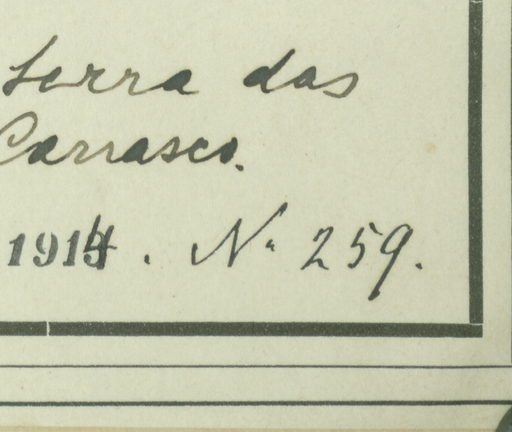 Serra das
Carrasco.
1914. N. 259.